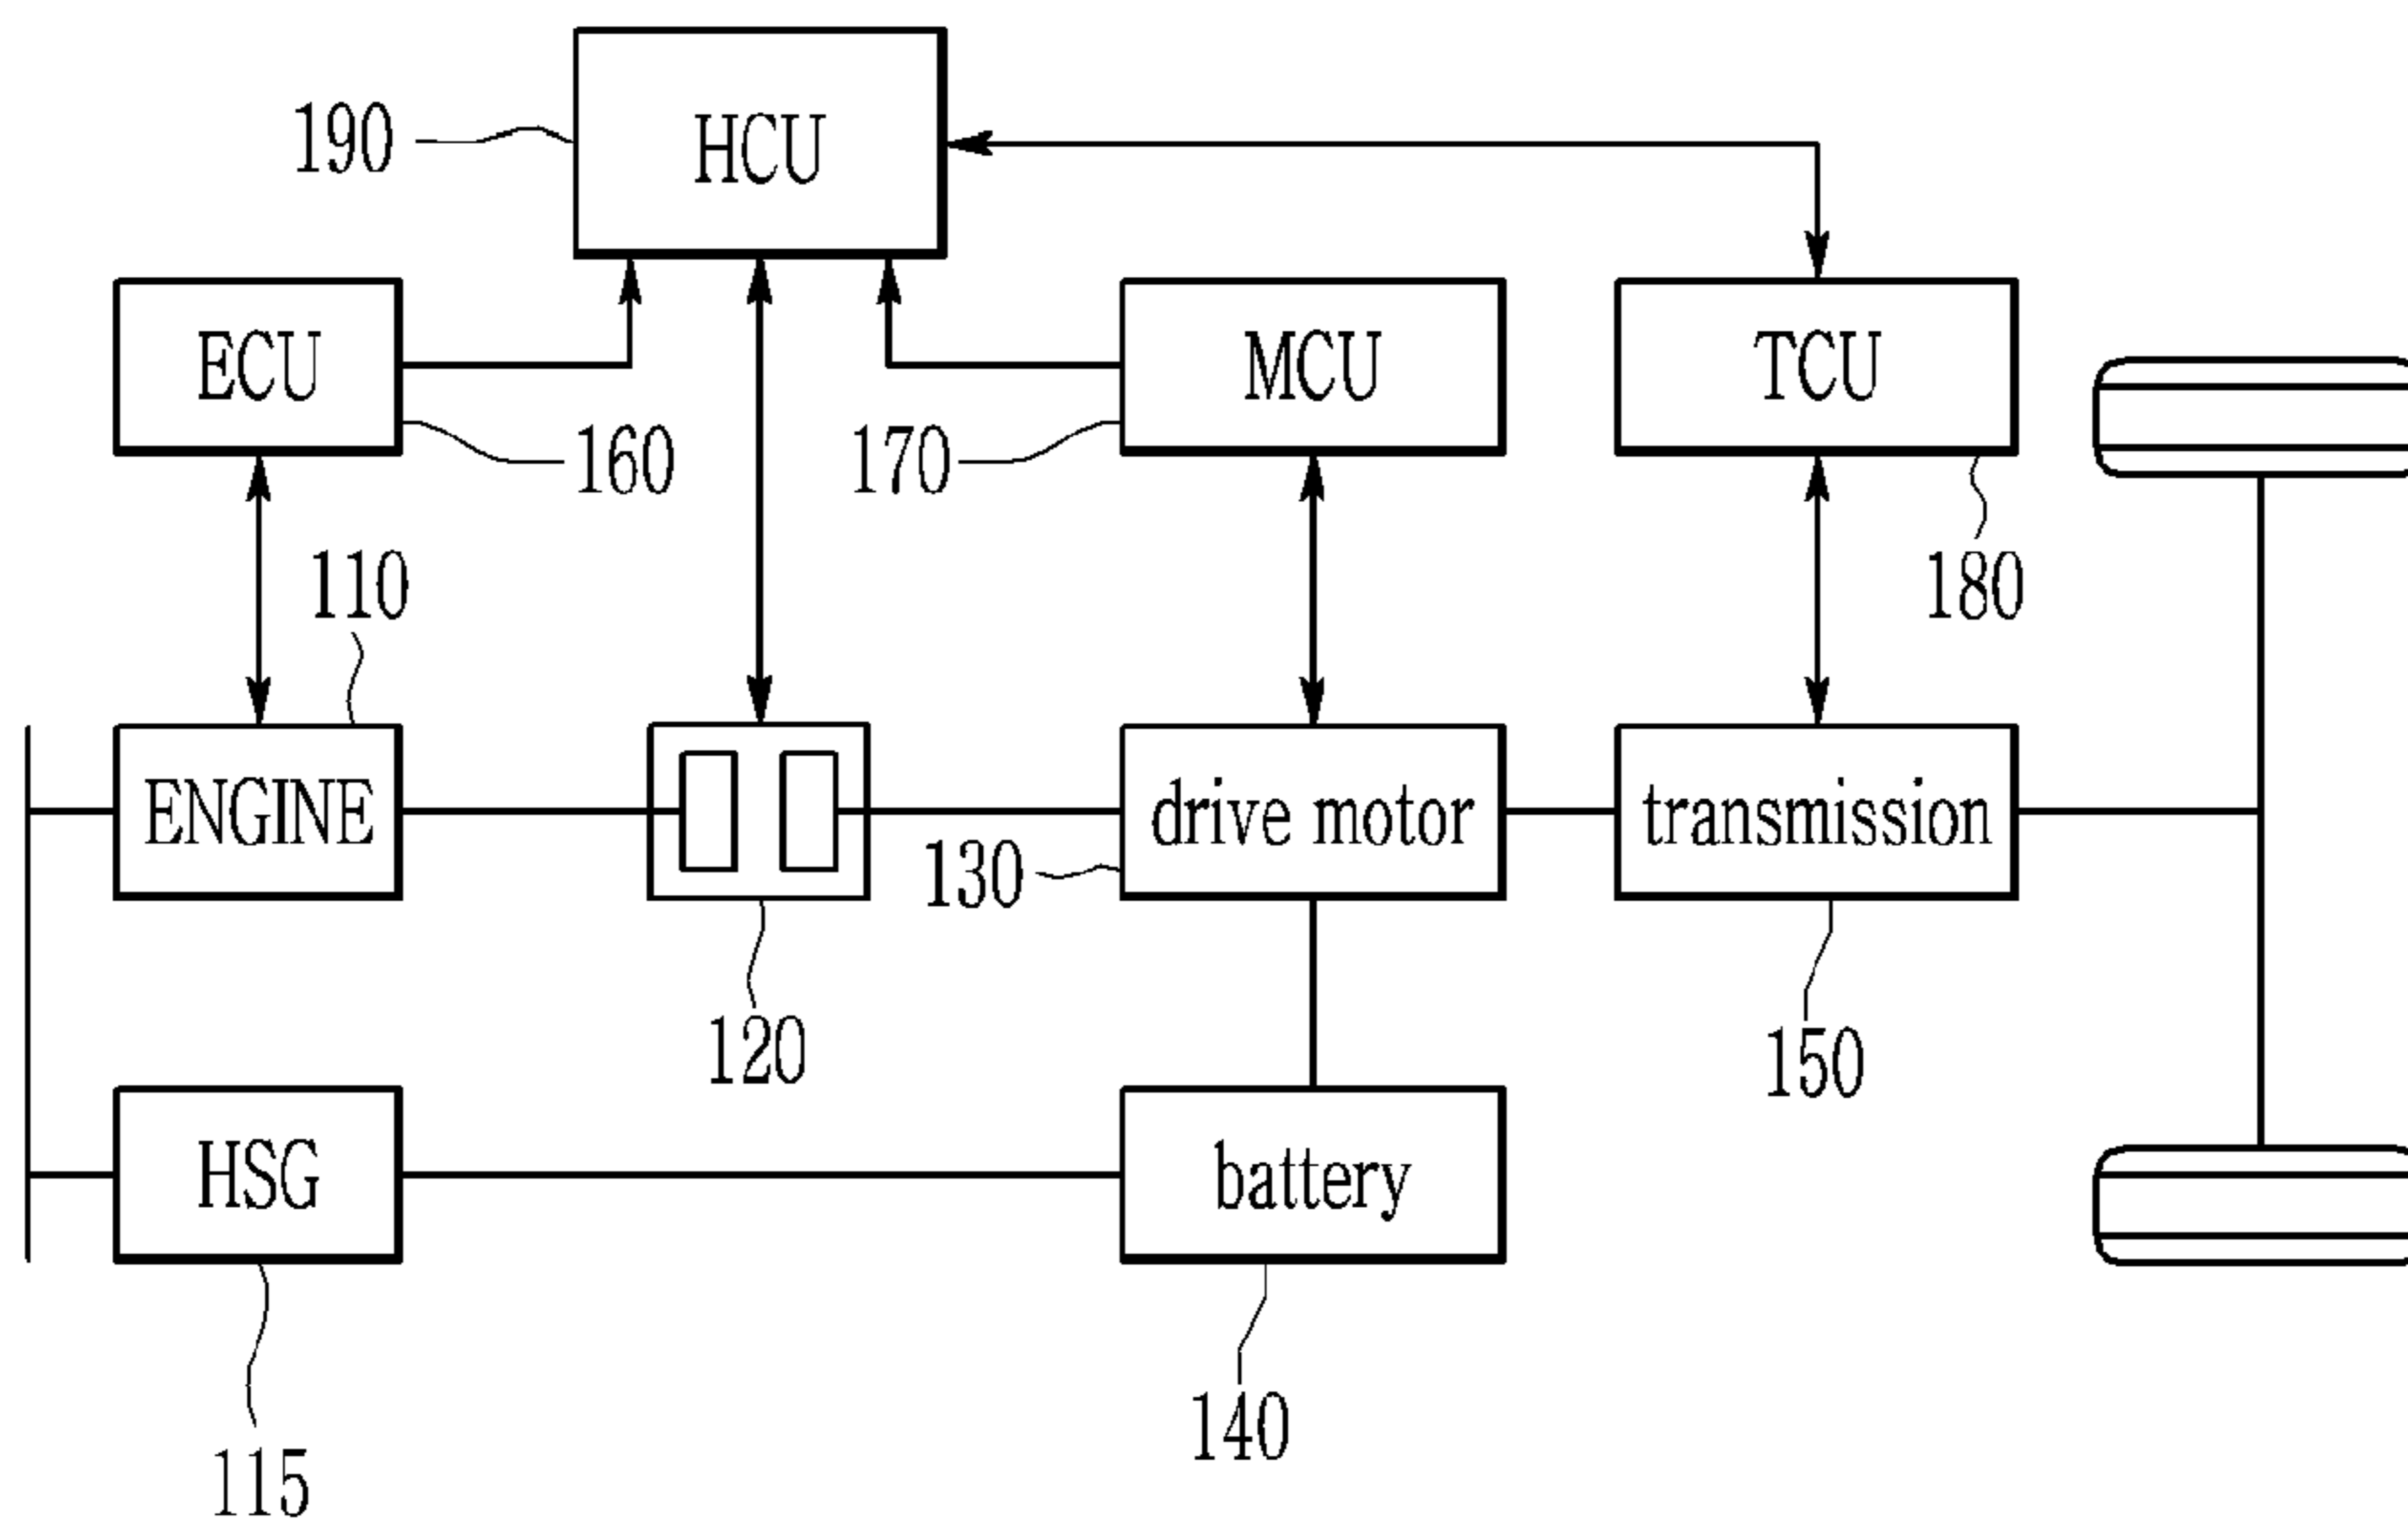 190
HCU
ECU
MCU
TCU
160
170
110
180
ENGINE
drive motor
transmission
130
120
150
HSG
battery
140
115